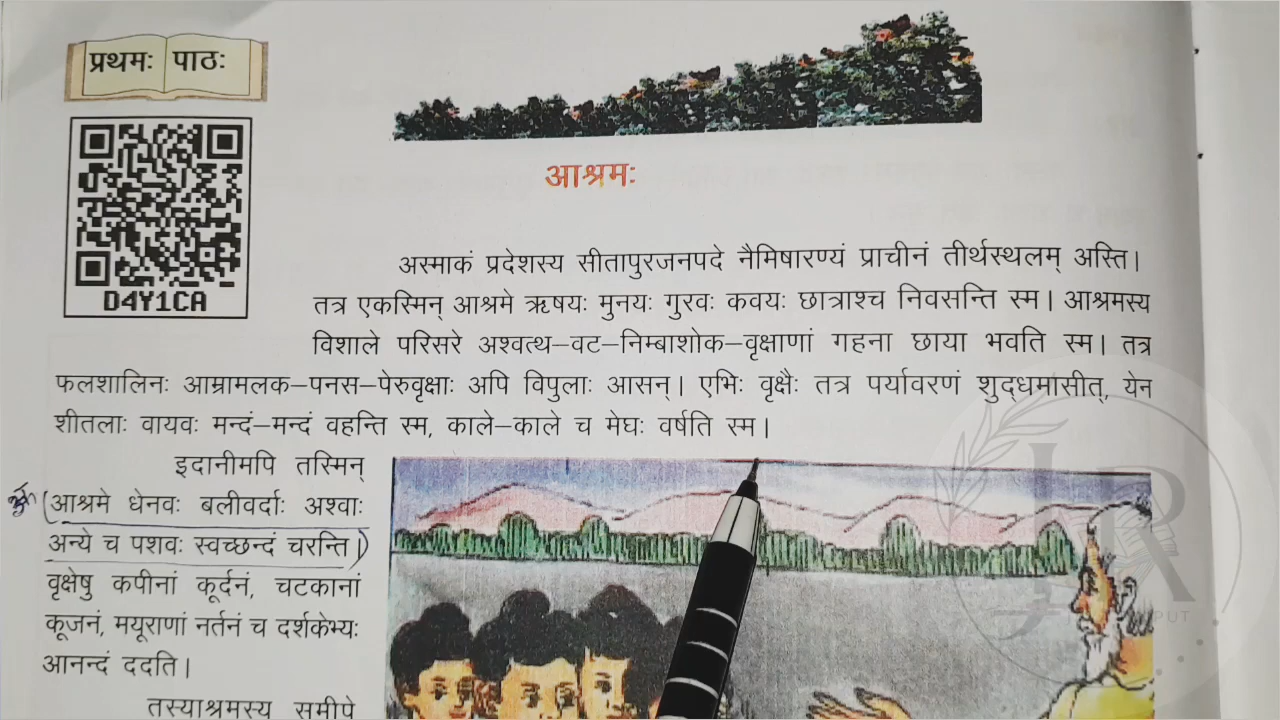 प्रथमः पाठः
D4Y1CA
आश्रमः
अस्माकं प्रदेशस्य सीतापुरजनपदे नैमिषारण्यं प्राचीनं तीर्थस्थलम् अस्ति।
तत्र एकस्मिन् आश्रमे ऋषयः मुनयः गुरवः कवयः छात्राश्च निवसन्ति स्म। आश्रमस्य
विशाले परिसरे अश्वत्थ–वट–निम्बाशोक–वृक्षाणां गहना छाया भवति स्म। तत्र
फलशालिनः आम्रामलक–पनस–पेरुवृक्षाः अपि विपुलाः आसन्। एभिः वृक्षैः तत्र पर्यावरणं शुद्धमासीत्, येन
शीतलाः वायवः मन्दं–मन्दं वहन्ति स्म, काले–काले च मेघः वर्षति स्म।
इदानीमपि तस्मिन्
(आश्रमे धेनवः बलीवर्दाः अश्वाः
अन्ये च पशवः स्वच्छन्दं चरन्ति।)
वृक्षेषु कपीनां कूर्दनं, चटकानां
कूजनं, मयूराणां नर्तनं च दर्शकेभ्यः
आनन्दं ददति।
तस्याश्रमस्य समीपे
JR